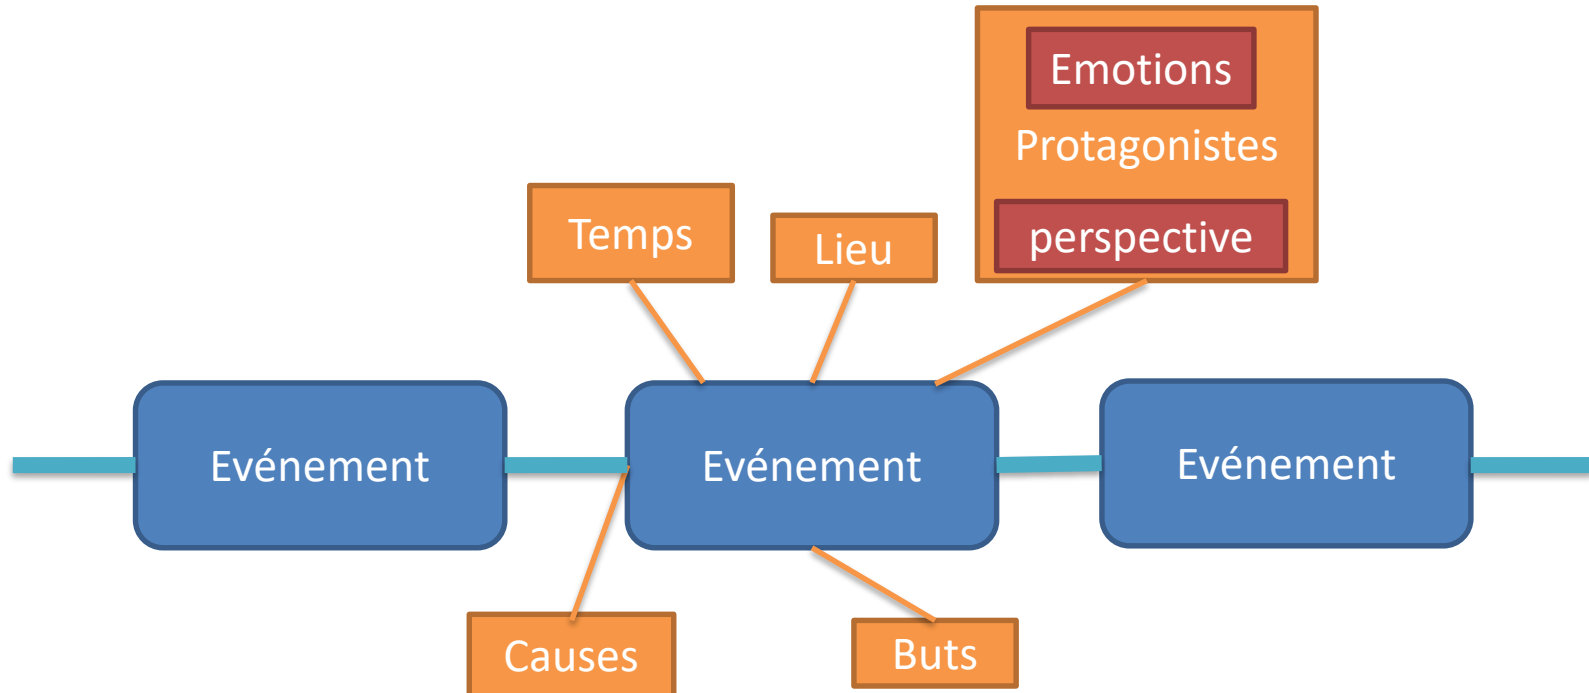 Emotions
Protagonistes
perspective
Temps
Lieu
Evénement
Evénement
Evénement
Causes
Buts